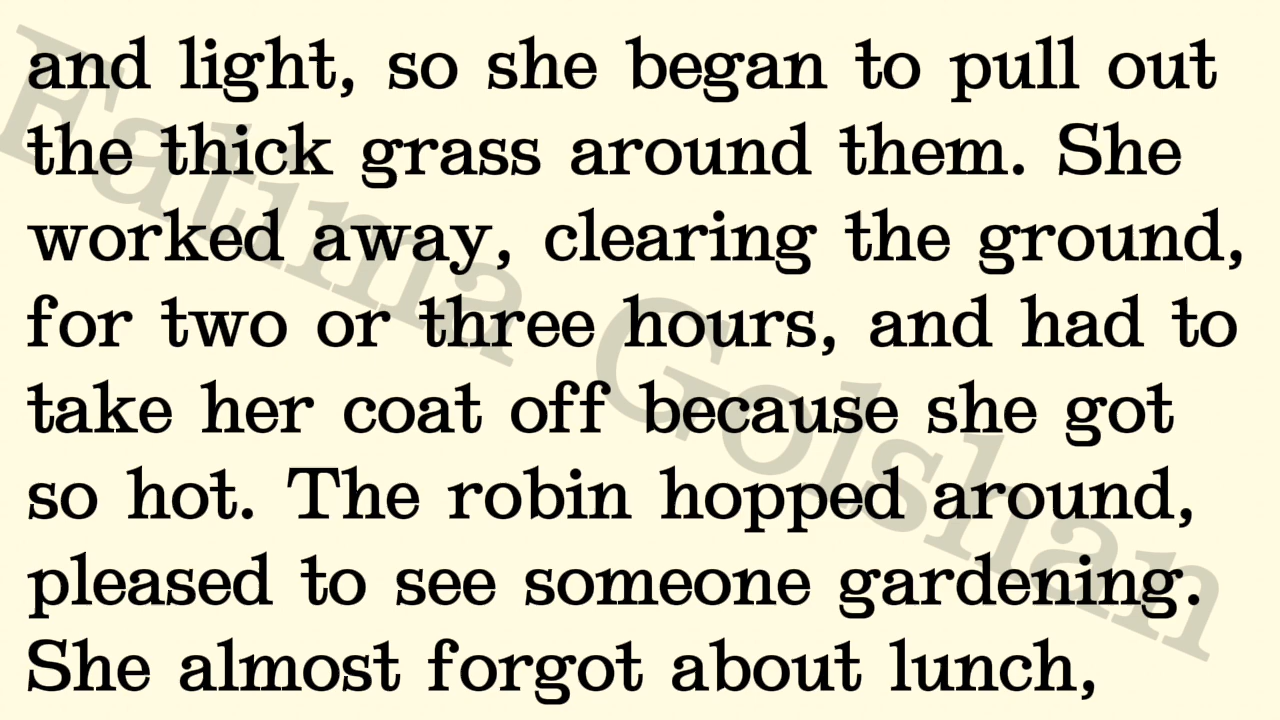 and light, so she began to pull out
the thick grass around them. She
worked away, clearing the ground,
for two or three hours, and had to
take her coat off because she got
so hot. The robin hopped around,
pleased to see someone gardening.
She almost forgot about lunch,
Fatima Golshan